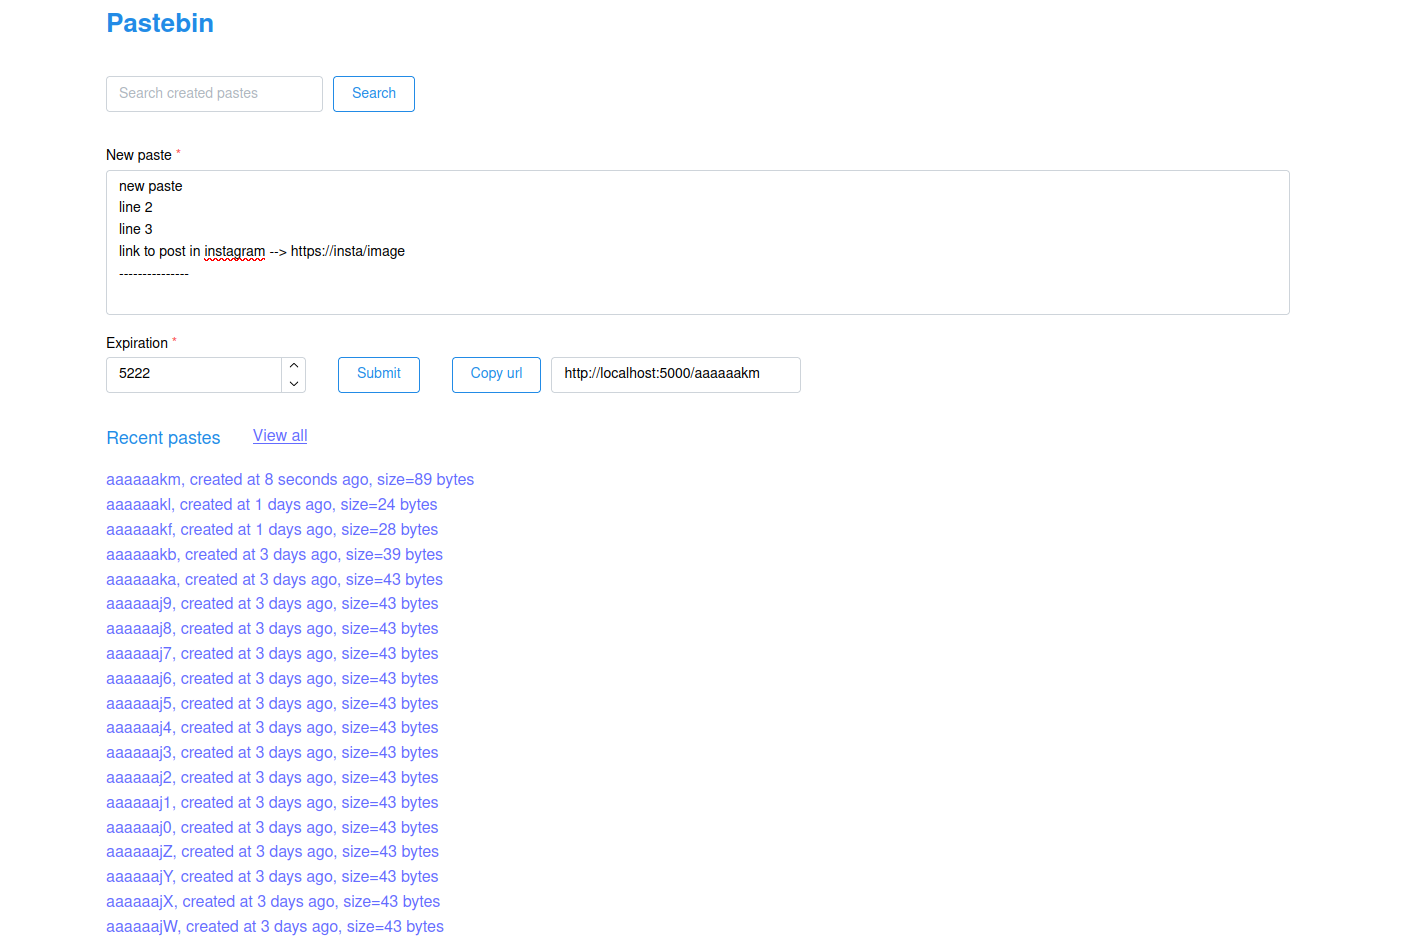 Pastebin
Search created pastes
Search
New paste *
new paste
line 2
line 3
link to post in instagram --> https://insta/image
---------------
Expiration *
5222
Submit
Copy url
http://localhost:5000/aaaaaakm
Recent pastes
View all
aaaaaakm, created at 8 seconds ago, size=89 bytes
aaaaaakl, created at 1 days ago, size=24 bytes
aaaaaakf, created at 1 days ago, size=28 bytes
aaaaaakb, created at 3 days ago, size=39 bytes
aaaaaaka, created at 3 days ago, size=43 bytes
aaaaaaj9, created at 3 days ago, size=43 bytes
aaaaaaj8, created at 3 days ago, size=43 bytes
aaaaaaj7, created at 3 days ago, size=43 bytes
aaaaaaj6, created at 3 days ago, size=43 bytes
aaaaaaj5, created at 3 days ago, size=43 bytes
aaaaaaj4, created at 3 days ago, size=43 bytes
aaaaaaj3, created at 3 days ago, size=43 bytes
aaaaaaj2, created at 3 days ago, size=43 bytes
aaaaaaj1, created at 3 days ago, size=43 bytes
aaaaaaj0, created at 3 days ago, size=43 bytes
aaaaaajZ, created at 3 days ago, size=43 bytes
aaaaaajY, created at 3 days ago, size=43 bytes
aaaaaajX, created at 3 days ago, size=43 bytes
aaaaaajW, created at 3 days ago, size=43 bytes